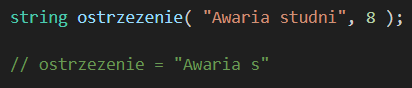 string ostrzezenie( "Awaria studni", 8 );
// ostrzezenie = "Awaria s"